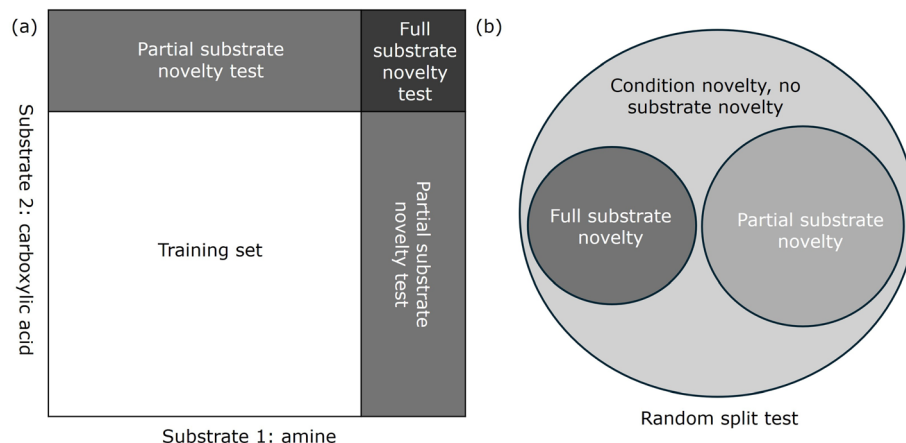 (a)
Partial substrate
novelty test
Full
substrate
novelty
test
Substrate 2: carboxylic acid
Training set
Partial substrate
novelty test
Substrate 1: amine
(b)
Condition novelty, no
substrate novelty
Full substrate
novelty
Partial substrate
novelty
Random split test